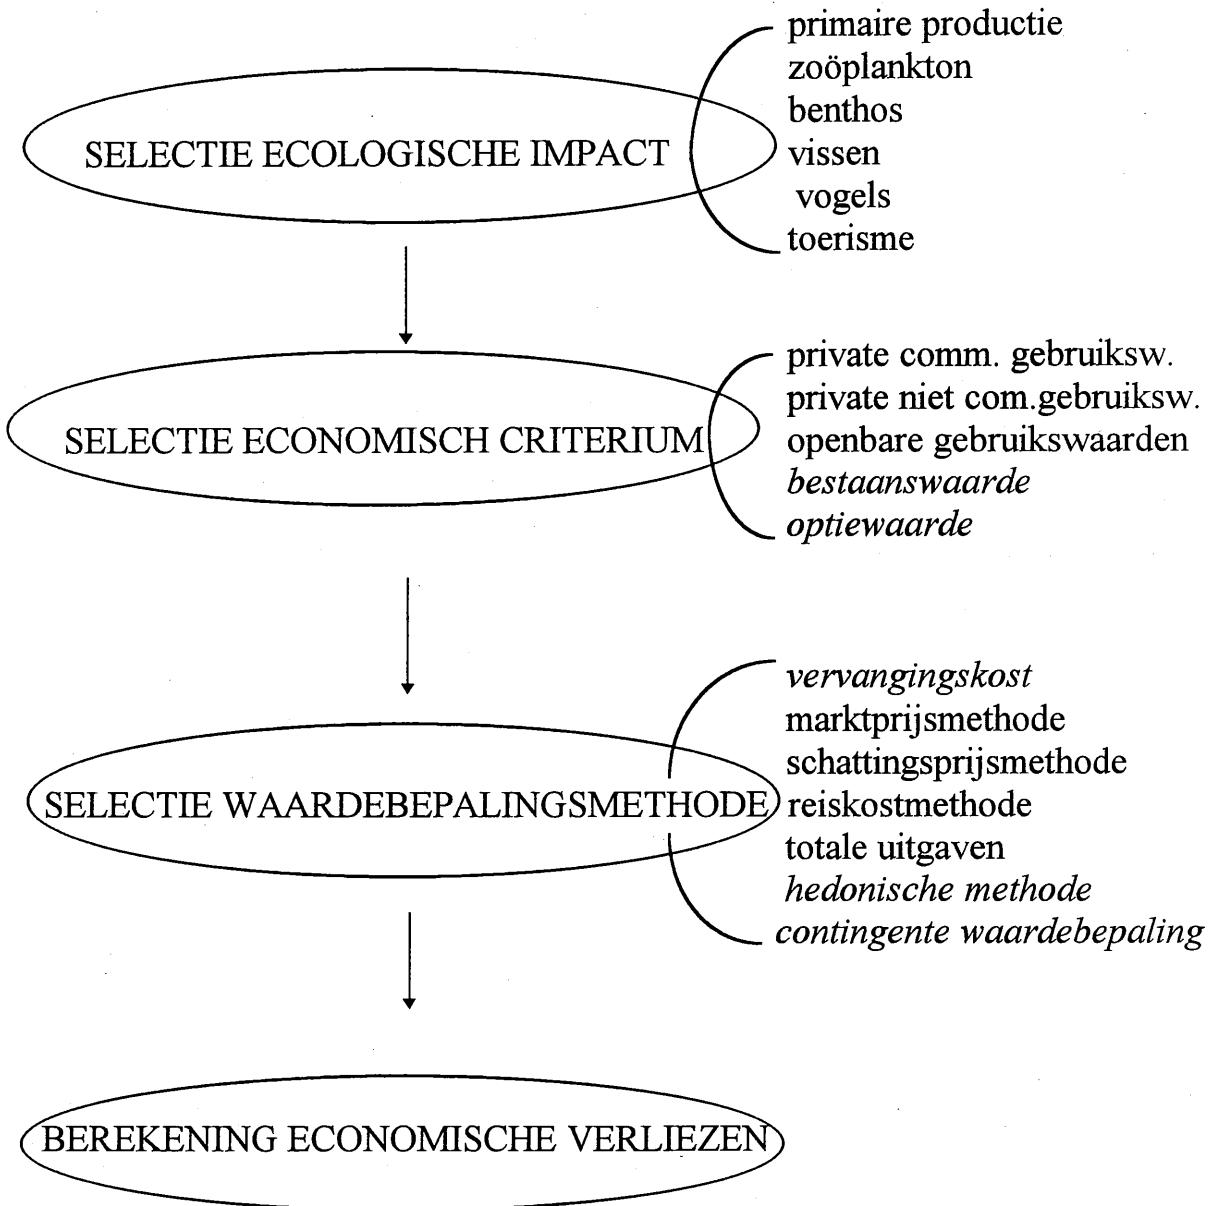 primaire productie
zoöplankton
benthos
SELECTIE ECOLOGISCHE IMPACT
vissen
vogels
toerisme
private comm. gebruiksw.
private niet com.gebruiksw.
SELECTIE ECONOMISCH CRITERIUM
openbare gebruikswaarden
bestaanswaarde
optiewaarde
vervangingskost
marktprijsmethode
schattingsprijsmethode
SELECTIE WAARDEBEPALINGSMETHODE
reiskostmethode
totale uitgaven
hedonische methode
contingente waardebepaling
BEREKENING ECONOMISCHE VERLIEZEN